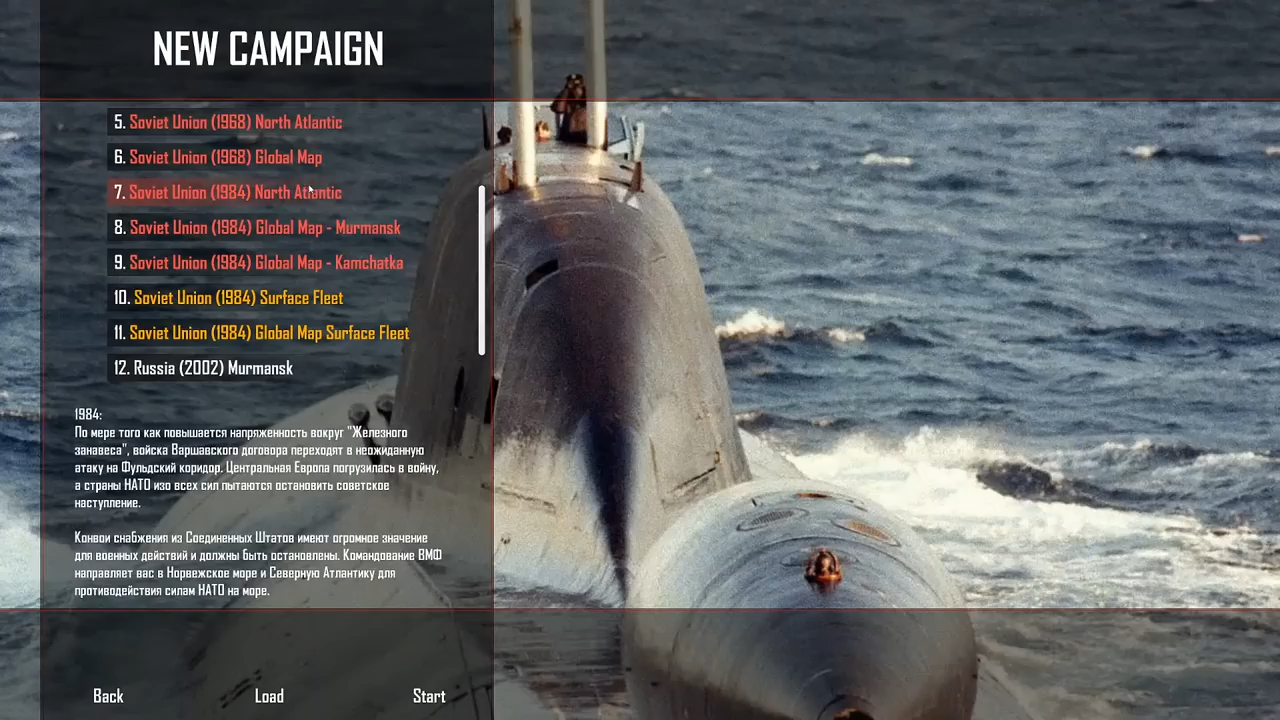 NEW CAMPAIGN
5. Soviet Union (1968) North Atlantic
6. Soviet Union (1968) Global Map
7. Soviet Union (1984) North Atlantic
8. Soviet Union (1984) Global Map - Murmansk
9. Soviet Union (1984) Global Map - Kamchatka
10. Soviet Union (1984) Surface Fleet
11. Soviet Union (1984) Global Map Surface Fleet
12. Russia (2002) Murmansk
1984:
По мере того как повышается напряженность вокруг "Железного
занавеса", войска Варшавского договора переходят в неожиданную
атаку на Фульдский коридор. Центральная Европа погрузилась в войну,
а страны НАТО изо всех сил пытаются остановить советское
наступление.
Конвои снабжения из Соединенных Штатов имеют огромное значение
для военных действий и должны быть остановлены. Командование ВМФ
направляет вас в Норвежское море и Северную Атлантику для
противодействия силам НАТО на море.
Back
Load
Start